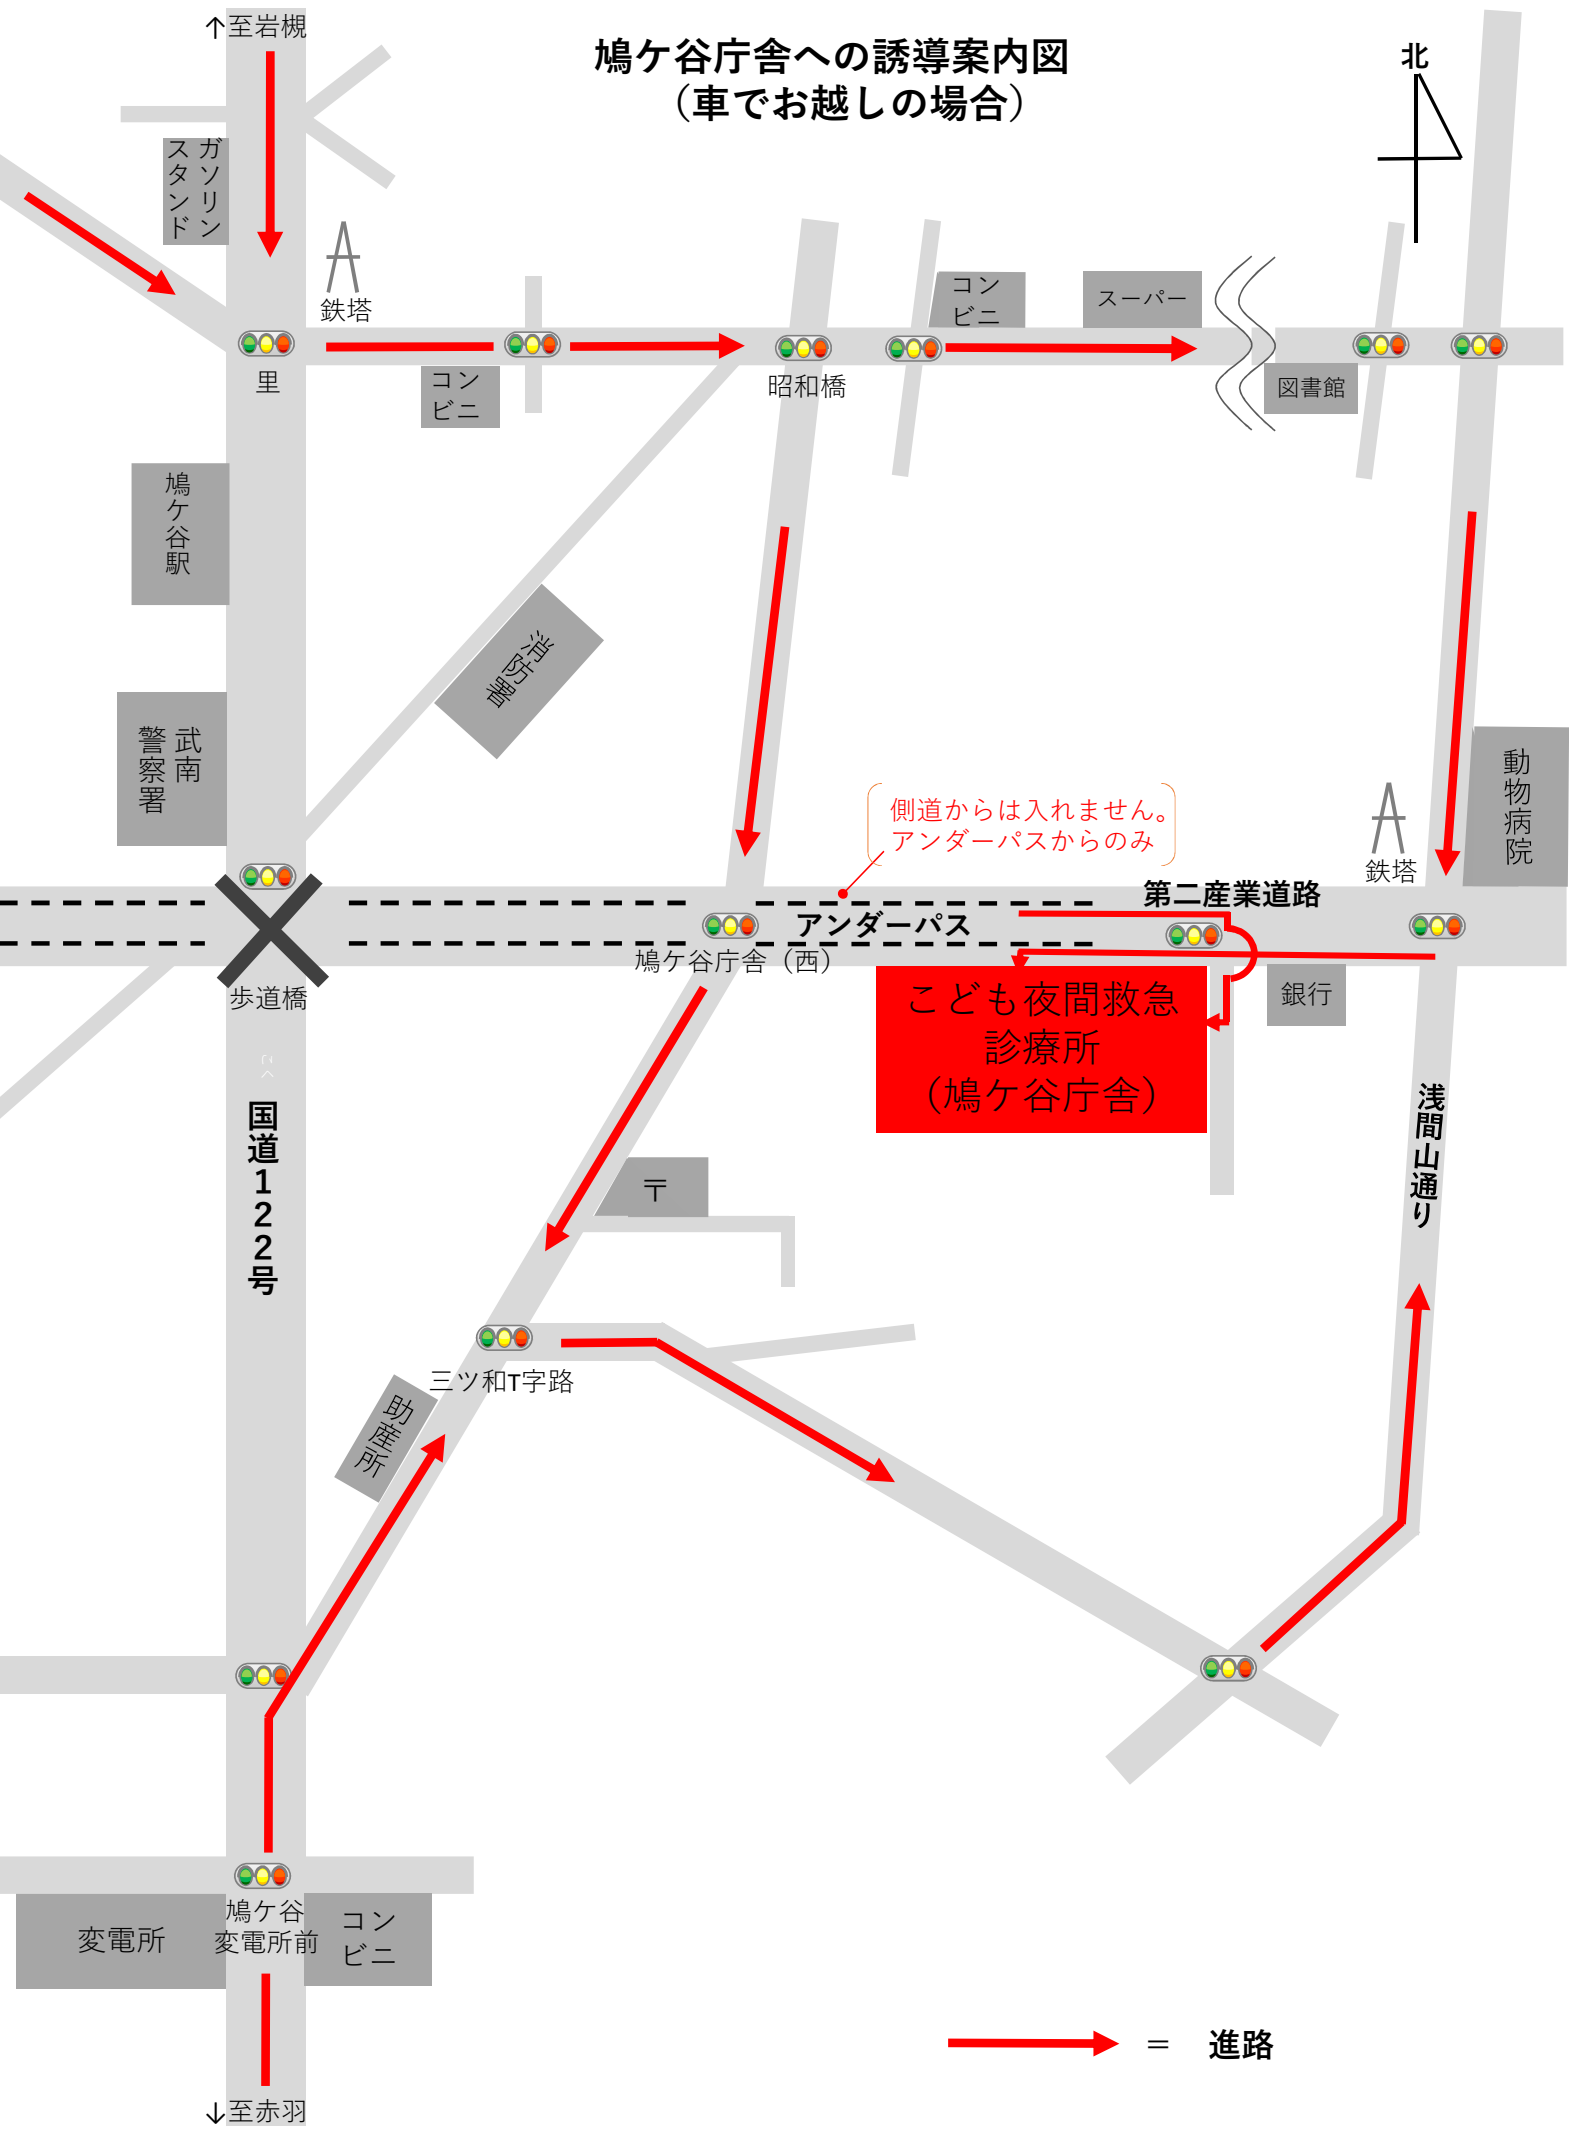 ↑至岩槻
鳩ケ谷庁舎への誘導案内図
（車でお越しの場合）
北
ガソリン
スタンド
鉄塔
里
コン
ビニ
昭和橋
コン
ビニ
スーパー
図書館
鳩ケ谷駅
消防署
武南
警察署
側道からは入れません。
アンダーパスからのみ
動物病院
鉄塔
第二産業道路
アンダーパス
鳩ケ谷庁舎（西）
歩道橋
こども夜間救急
診療所
（鳩ケ谷庁舎）
銀行
国道122号
浅間山通り
〒
三ツ和T字路
助産所
鳩ケ谷
変電所前
変電所
コン
ビニ
↓至赤羽
＝ 進路